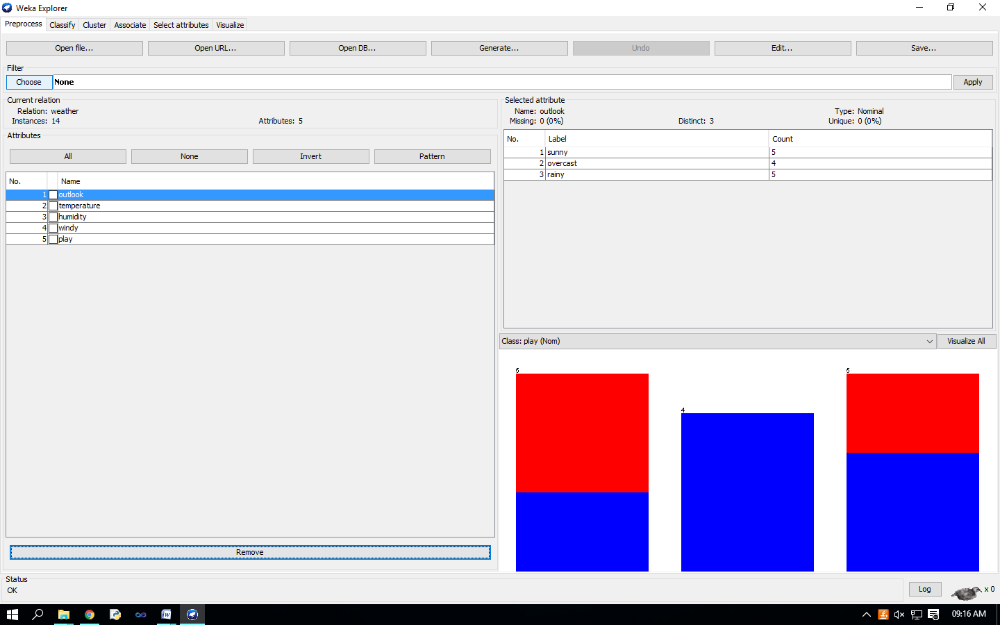 Weka Explorer
Preprocess Classify Cluster Associate Select attributes Visualize
Open file... Open URL... Open DB... Generate... Undo Edit... Save...
Filter
Choose None Apply
Current relation
Relation: weather
Instances: 14 Attributes: 5
Attributes
All None Invert Pattern
No. Name
1 outlook
2 temperature
3 humidity
4 windy
5 play
Remove
Selected attribute
Name: outlook Type: Nominal
Missing: 0 (0%) Distinct: 3 Unique: 0 (0%)
No. Label Count
1 sunny 5
2 overcast 4
3 rainy 5
Class: play (Nom) Visualize All
5 4 5
Status
OK
Log x 0
09:16 AM